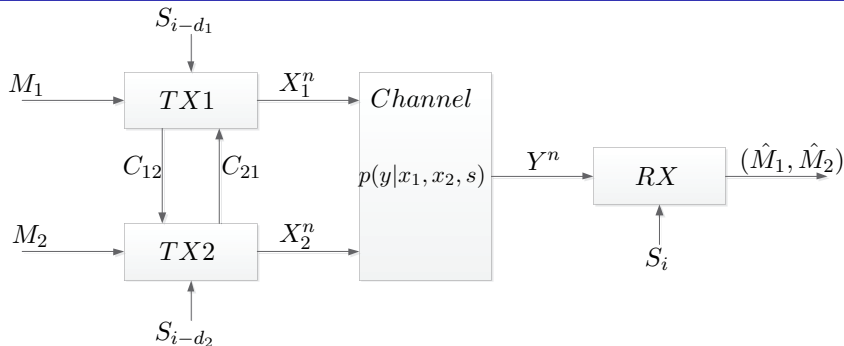 S_{i-d_1}
M_1
TX1
X_1^n
Channel
C_{12}
C_{21}
p(y|x_1, x_2, s)
Y^n
RX
(\hat{M}_1, \hat{M}_2)
M_2
TX2
X_2^n
S_i
S_{i-d_2}